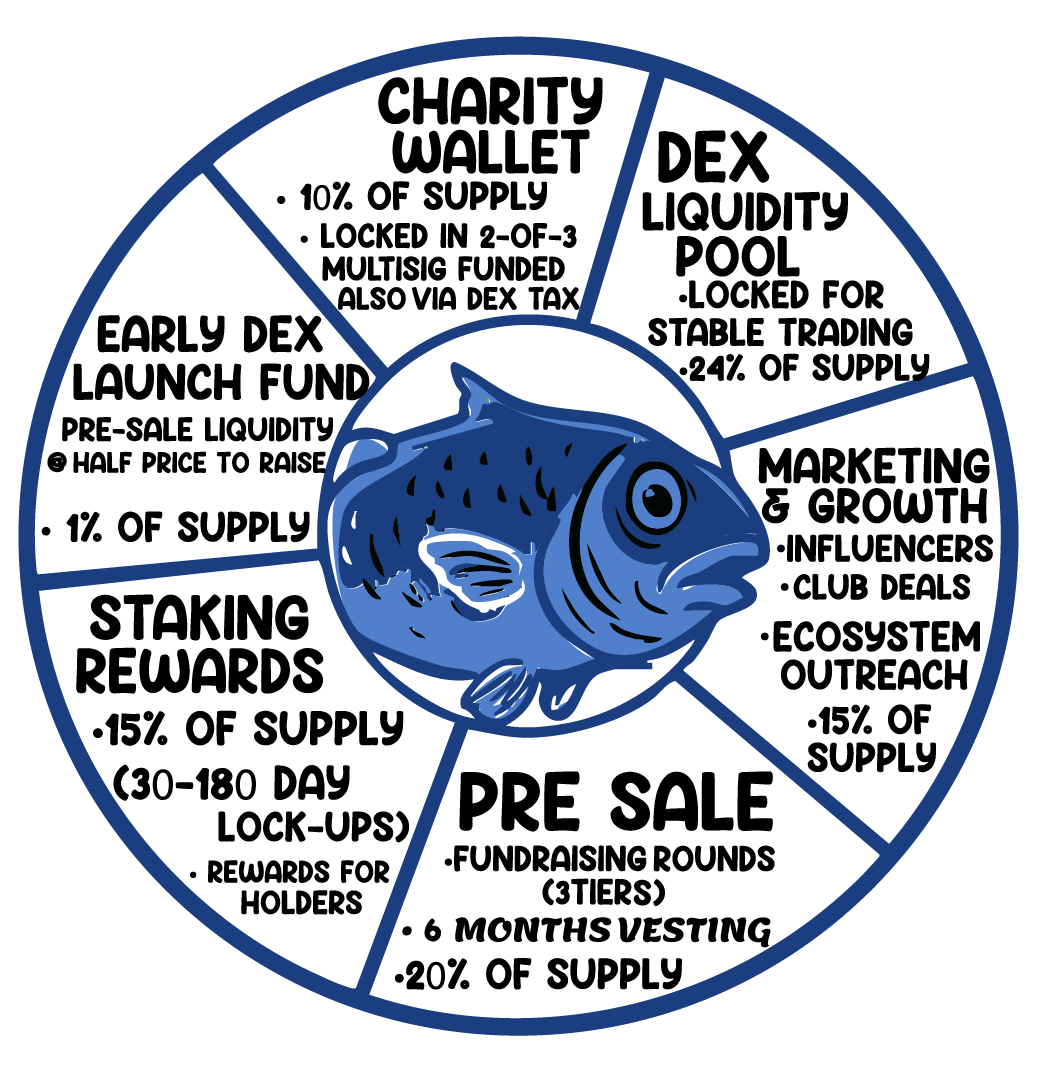 CHARITY
WALLET
• 10% OF SUPPLY
• LOCKED IN 2-OF-3
MULTISIG FUNDED
ALSO VIA DEX TAX
DEX
LIQUIDITY
POOL
•LOCKED FOR
STABLE TRADING
•24% OF SUPPLY
MARKETING
& GROWTH
•INFLUENCERS
•CLUB DEALS
•ECOSYSTEM
OUTREACH
•15% OF
SUPPLY
PRE SALE
•FUNDRAISING ROUNDS
(3TIERS)
• 6 MONTHS VESTING
•20% OF SUPPLY
STAKING
REWARDS
•15% OF SUPPLY
(30-180 DAY
LOCK-UPS)
• REWARDS FOR
HOLDERS
EARLY DEX
LAUNCH FUND
PRE-SALE LIQUIDITY
@ HALF PRICE TO RAISE
• 1% OF SUPPLY